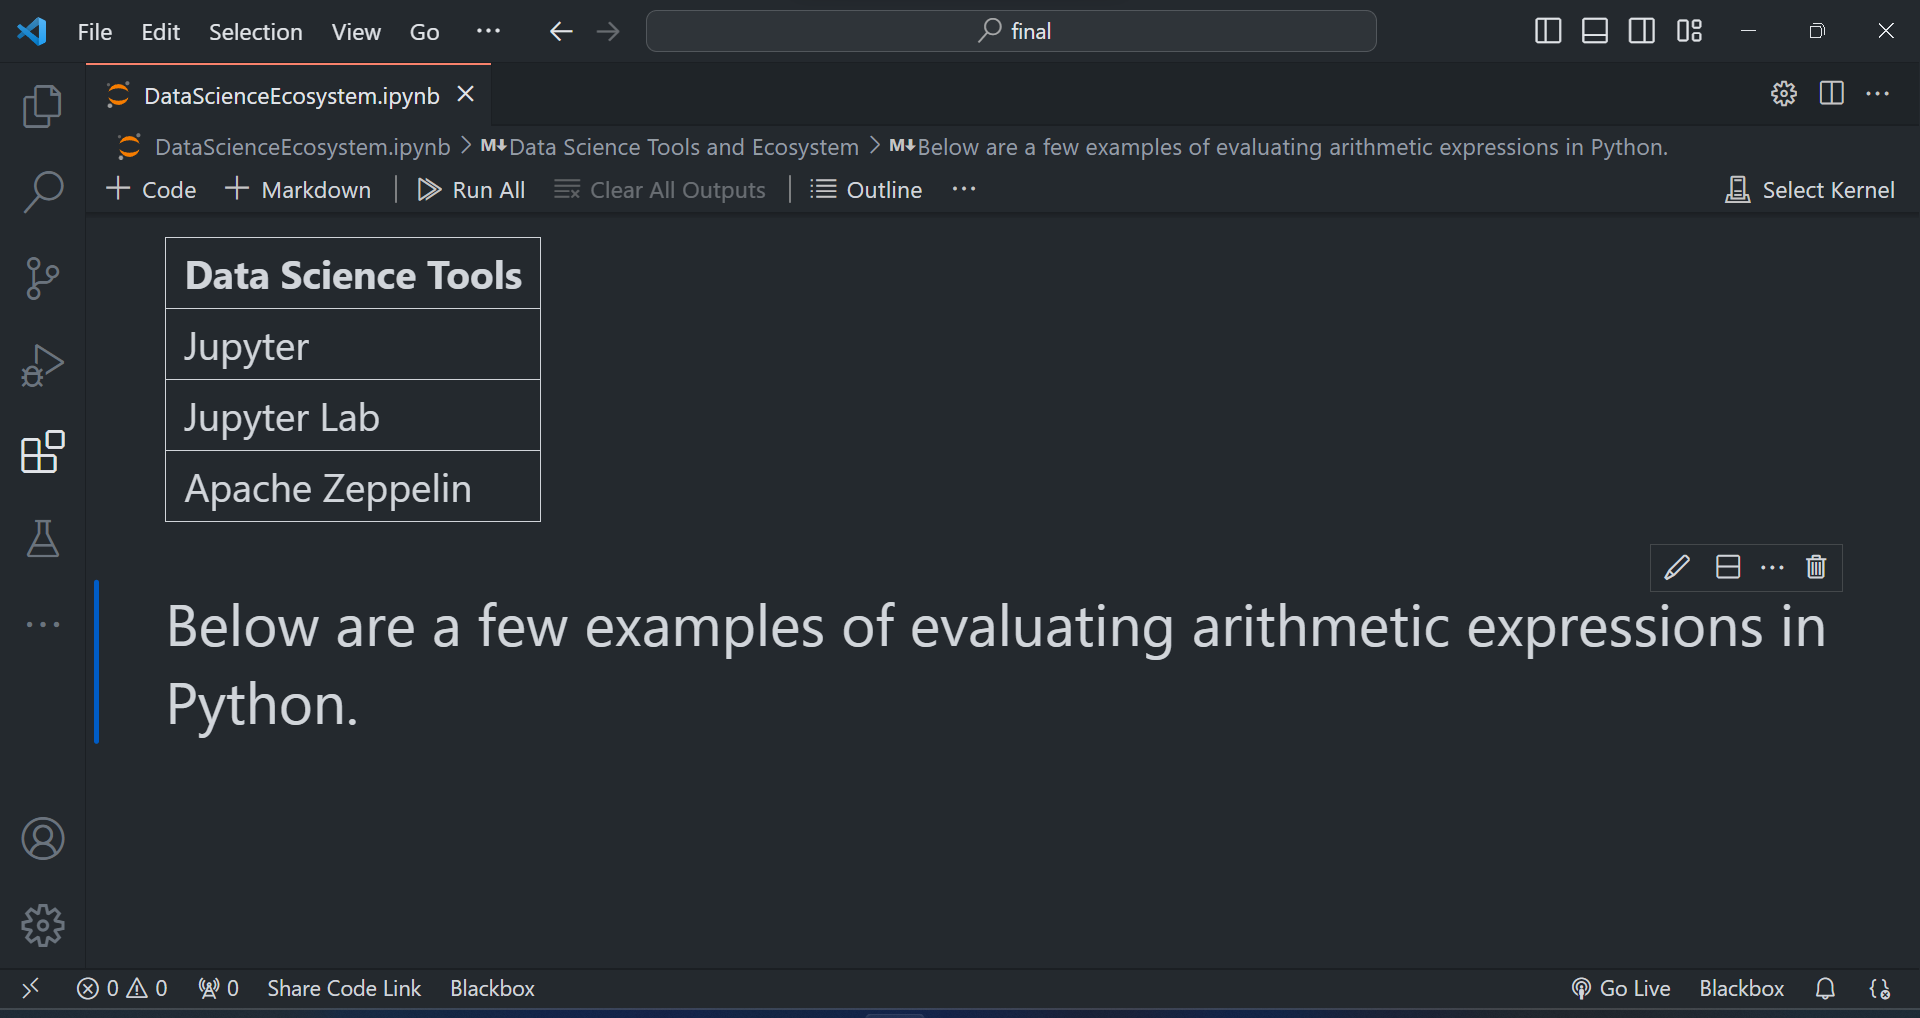 File Edit Selection View Go ··· final
DataScienceEcosystem.ipynb
DataScienceEcosystem.ipynb > M↓ Data Science Tools and Ecosystem > M↓ Below are a few examples of evaluating arithmetic expressions in Python.
+ Code + Markdown | Run All Clear All Outputs | Outline ··· Select Kernel
Data Science Tools
Jupyter
Jupyter Lab
Apache Zeppelin
Below are a few examples of evaluating arithmetic expressions in
Python.
0 0 0 Share Code Link Blackbox Go Live Blackbox